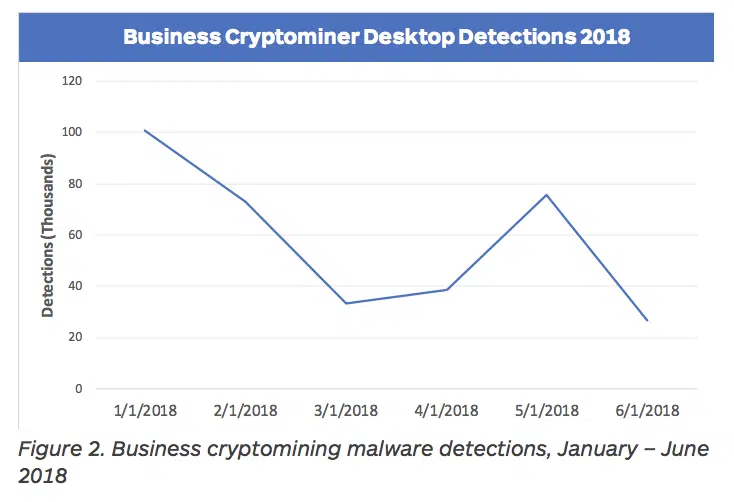 Business Cryptominer Desktop Detections 2018
120
100
80
60
40
20
0
Detections (Thousands)
1/1/2018 2/1/2018 3/1/2018 4/1/2018 5/1/2018 6/1/2018
Figure 2. Business cryptomining malware detections, January – June
2018